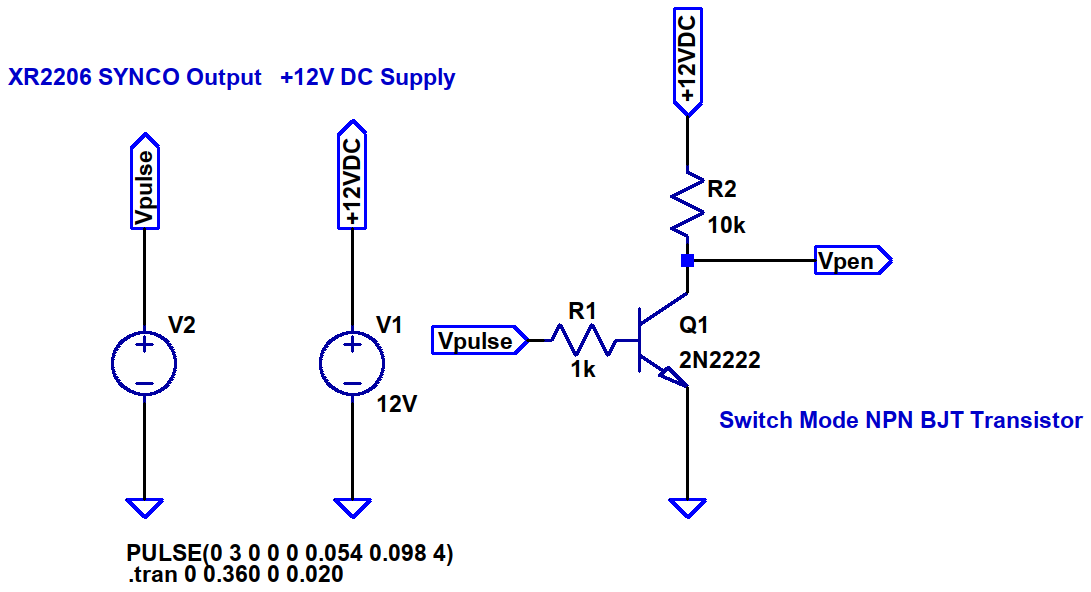 XR2206 SYNCO Output
+12V DC Supply
+12VDC
Vpulse
+12VDC
R2
10k
Vpen
V2
V1
12V
R1
Vpulse
1k
Q1
2N2222
Switch Mode NPN BJT Transistor
PULSE(0 3 0 0 0 0.054 0.098 4)
.tran 0 0.360 0 0.020